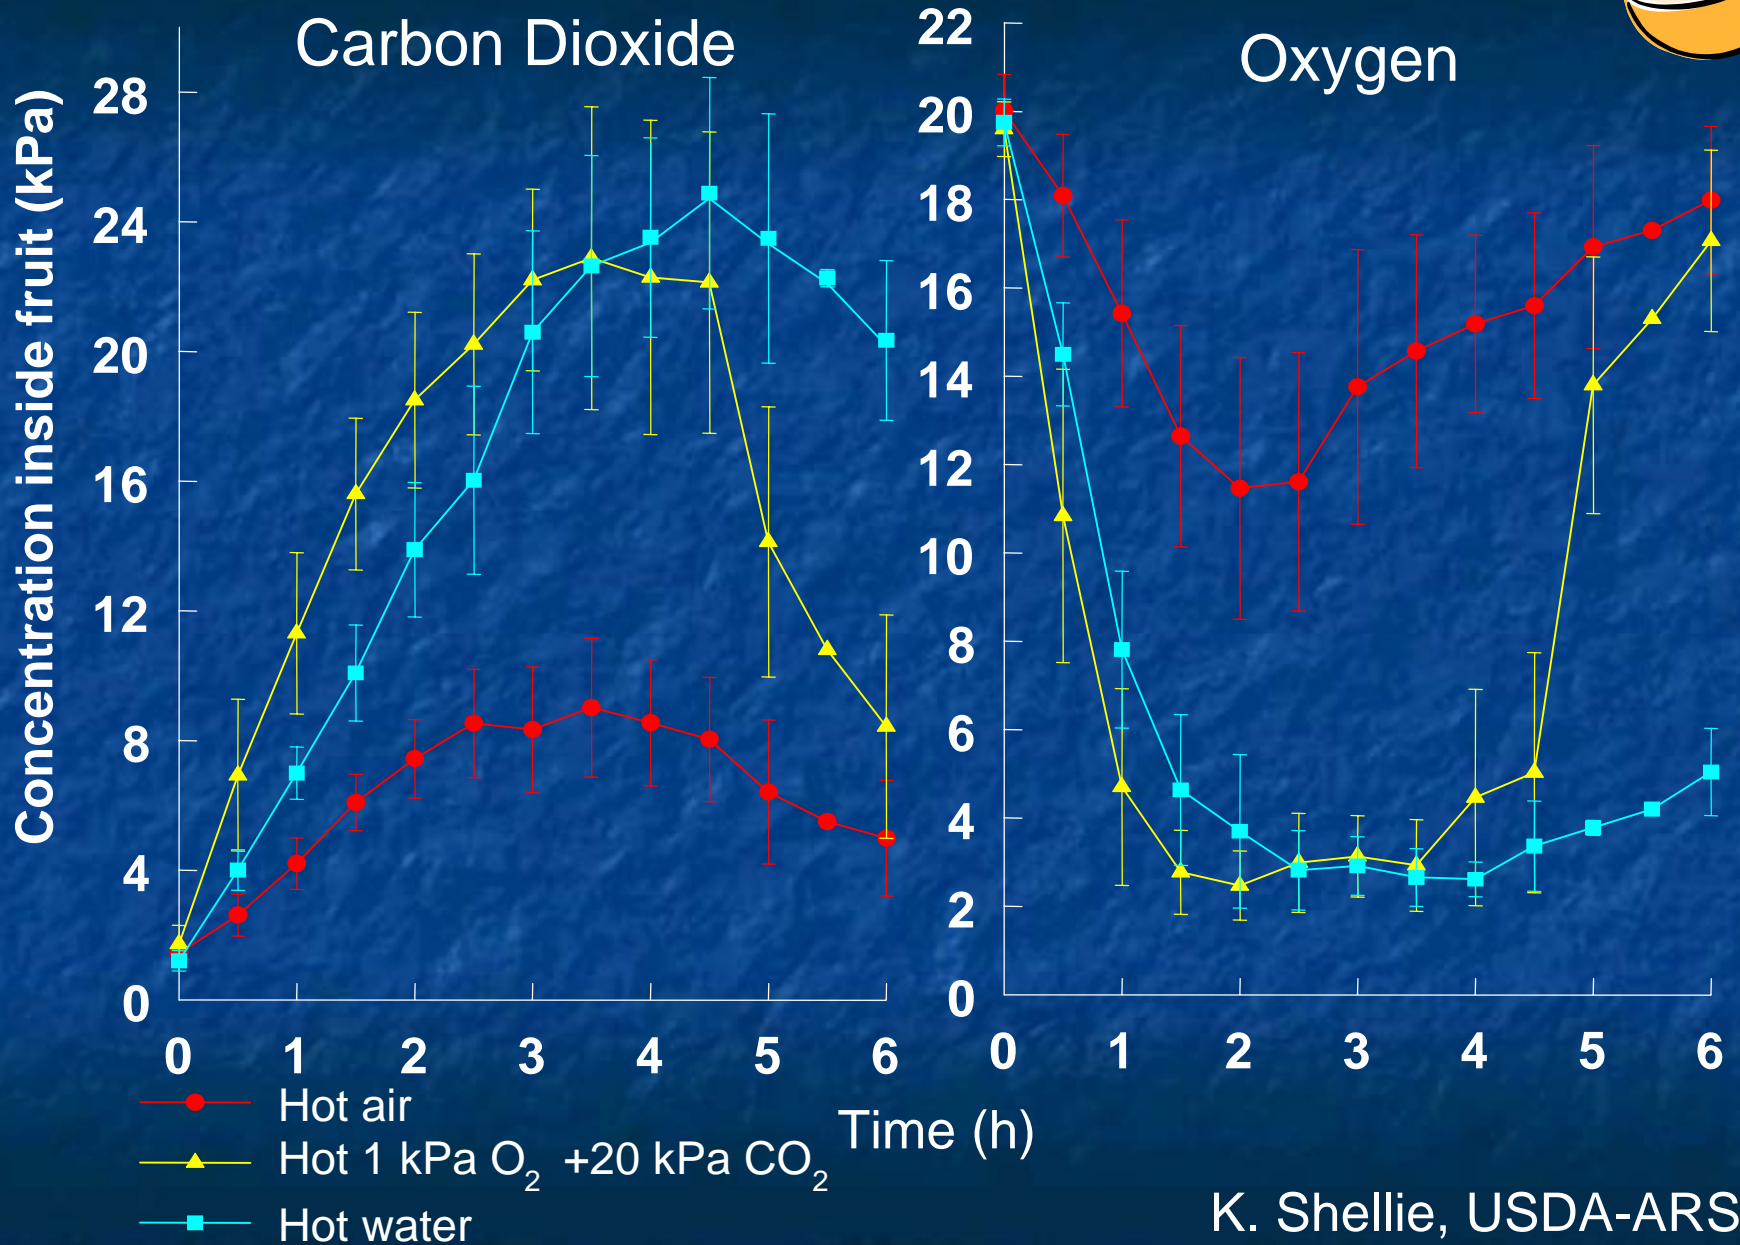 Carbon Dioxide
Oxygen
Concentration inside fruit (kPa)
28
24
20
16
12
8
4
0
0 1 2 3 4 5 6
22
20
18
16
14
12
10
8
6
4
2
0
0 1 2 3 4 5 6
Time (h)
Hot air
Hot 1 kPa O₂ +20 kPa CO₂
Hot water
K. Shellie, USDA-ARS